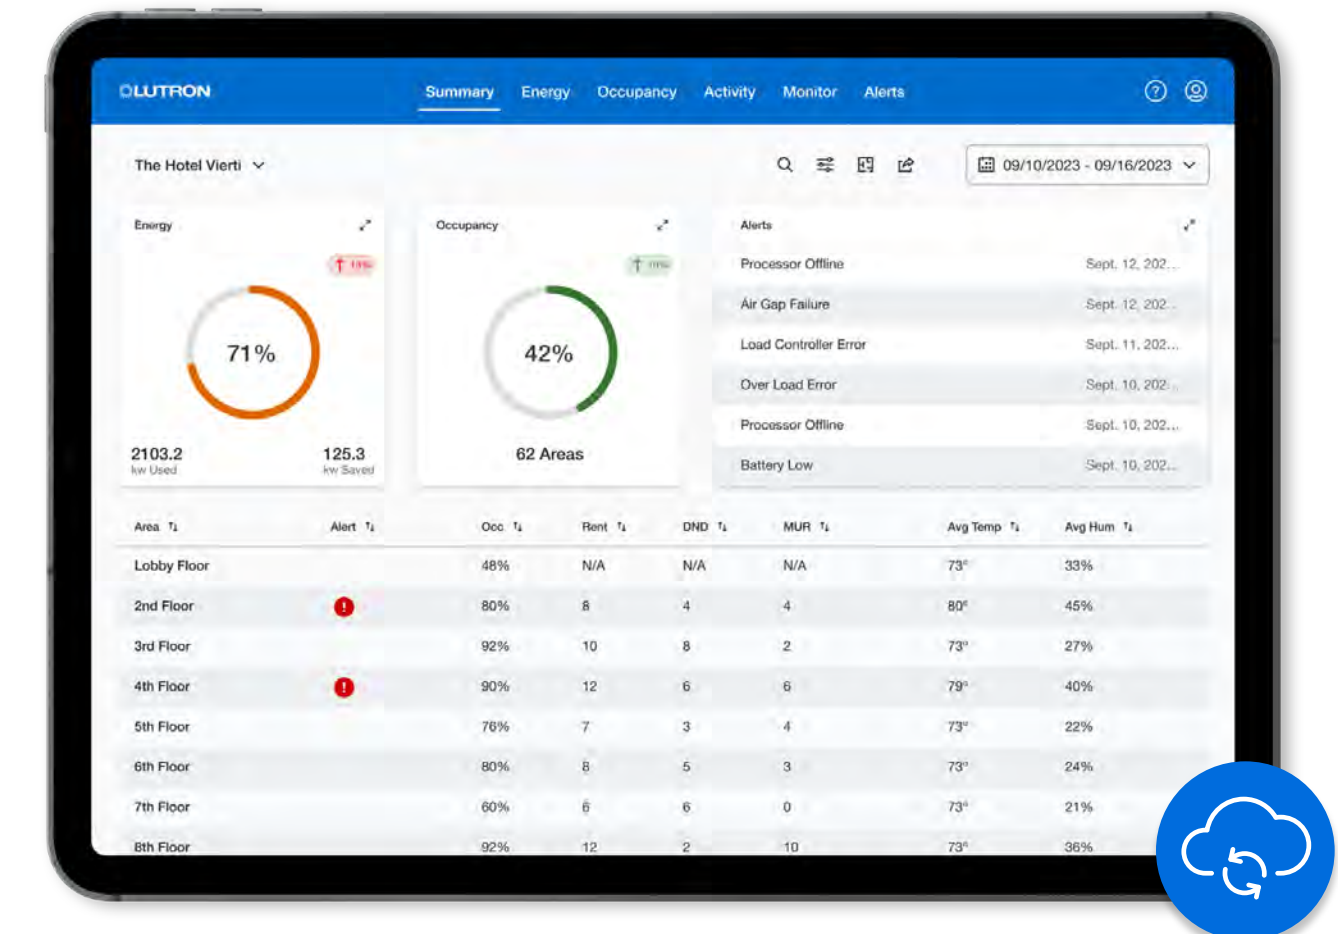 LUTRON
Summary Energy Occupancy Activity Monitor Alerts
The Hotel Vierti
09/10/2023 - 09/16/2023
Energy
71%
2103.2
kw Used
125.3
kw Saved
Occupancy
42%
62 Areas
Alerts
Processor Offline Sept. 12, 202...
Air Gap Failure Sept. 12, 202...
Load Controller Error Sept. 11, 202...
Over Load Error Sept. 10, 202...
Processor Offline Sept. 10, 202...
Battery Low Sept. 10, 202...
Area Alert Occ Rent DND MUR Avg Temp Avg Hum
Lobby Floor 48% N/A N/A N/A 73° 33%
2nd Floor ! 80% 8 4 4 80° 45%
3rd Floor 92% 10 8 2 73° 27%
4th Floor ! 90% 12 6 6 79° 40%
5th Floor 76% 7 3 4 73° 22%
6th Floor 80% 8 5 3 73° 24%
7th Floor 60% 6 6 0 73° 21%
8th Floor 92% 12 2 10 73° 36%